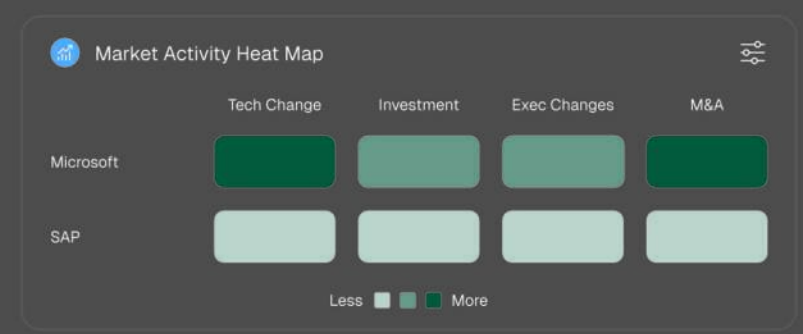 Market Activity Heat Map
Tech Change Investment Exec Changes M&A
Microsoft
SAP
Less More